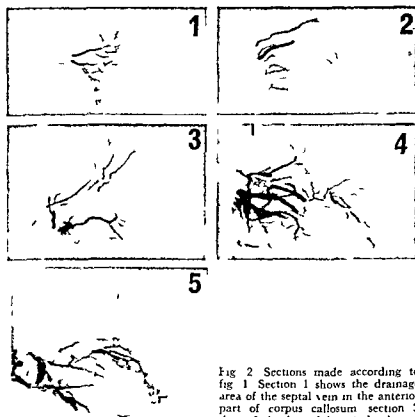 1
2
3
4
5
Fig 2 Sections made according to
fig 1 Section 1 shows the drainage
area of the septal vein in the anterior
part of corpus callosum section